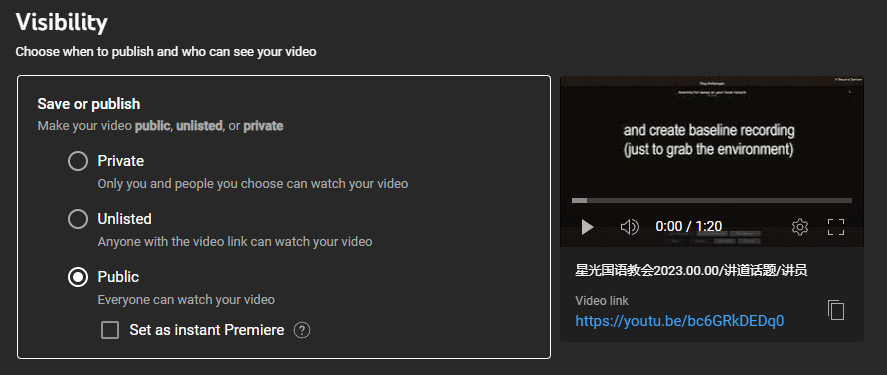 Visibility
Choose when to publish and who can see your video
Save or publish
Make your video public, unlisted, or private
Private
Only you and people you choose can watch your video
Unlisted
Anyone with the video link can watch your video
Public
Everyone can watch your video
Set as instant Premiere ?
and create baseline recording
(just to grab the environment)
0:00 / 1:20
星光国语教会2023.00.00/讲道话题/讲员
Video link
https://youtu.be/bc6GRkDEDq0